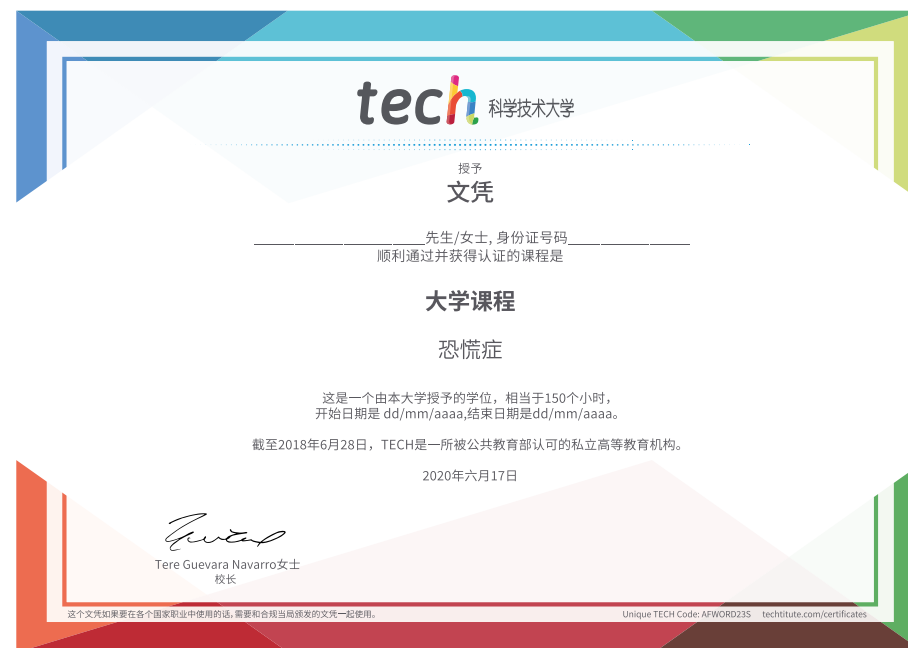 tech 科学技术大学
授予
文凭
______________________先生/女士, 身份证号码_______________
顺利通过并获得认证的课程是
大学课程
恐慌症
这是一个由本大学授予的学位，相当于150个小时，
开始日期是 dd/mm/aaaa,结束日期是dd/mm/aaaa。
截至2018年6月28日，TECH是一所被公共教育部认可的私立高等教育机构。
2020年六月17日
Tere Guevara Navarro女士
校长
这个文凭如果要在各个国家职业中使用的话,需要和合规当局颁发的文凭一起使用。
Unique TECH Code: AFWORD23S techtitute.com/certificates